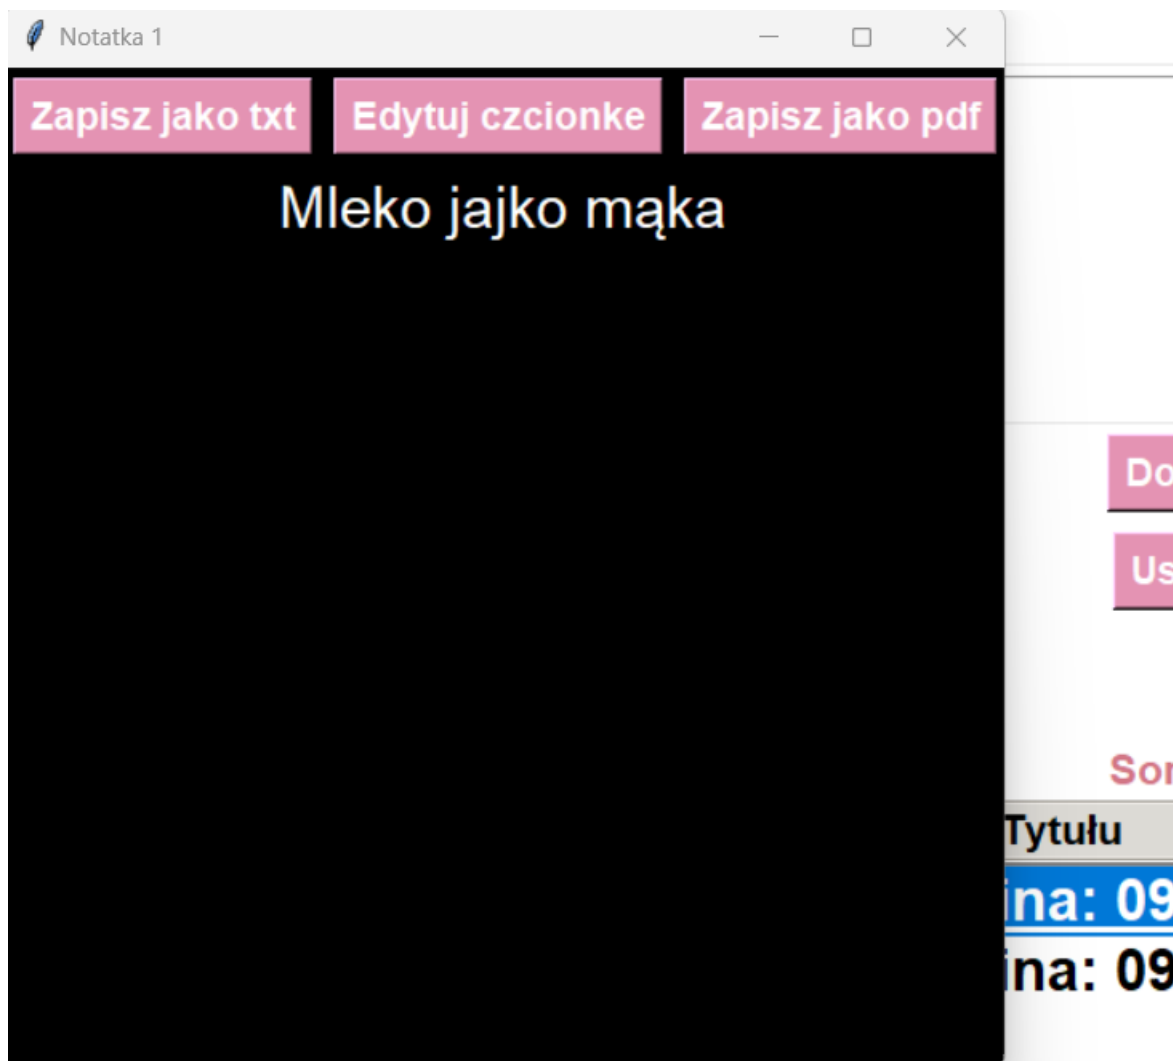 Notatka 1
Zapisz jako txt Edytuj czcionke Zapisz jako pdf
Mleko jajko mąka
Do
Us
Sor
Tytułu
ina: 09
ina: 09